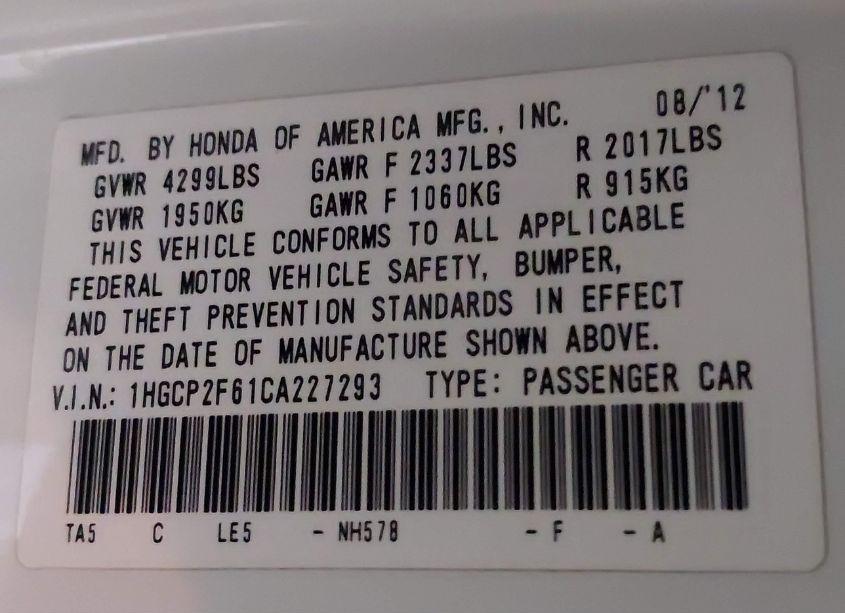 MFD. BY HONDA OF AMERICA MFG., INC. 08/'12
GVWR 4299LBS GAWR F 2337LBS R 2017LBS
GVWR 1950KG GAWR F 1060KG R 915KG
THIS VEHICLE CONFORMS TO ALL APPLICABLE
FEDERAL MOTOR VEHICLE SAFETY, BUMPER,
AND THEFT PREVENTION STANDARDS IN EFFECT
ON THE DATE OF MANUFACTURE SHOWN ABOVE.
V.I.N.: 1HGCP2F61CA227293 TYPE: PASSENGER CAR
TA5 C LE5 - NH578 - F - A